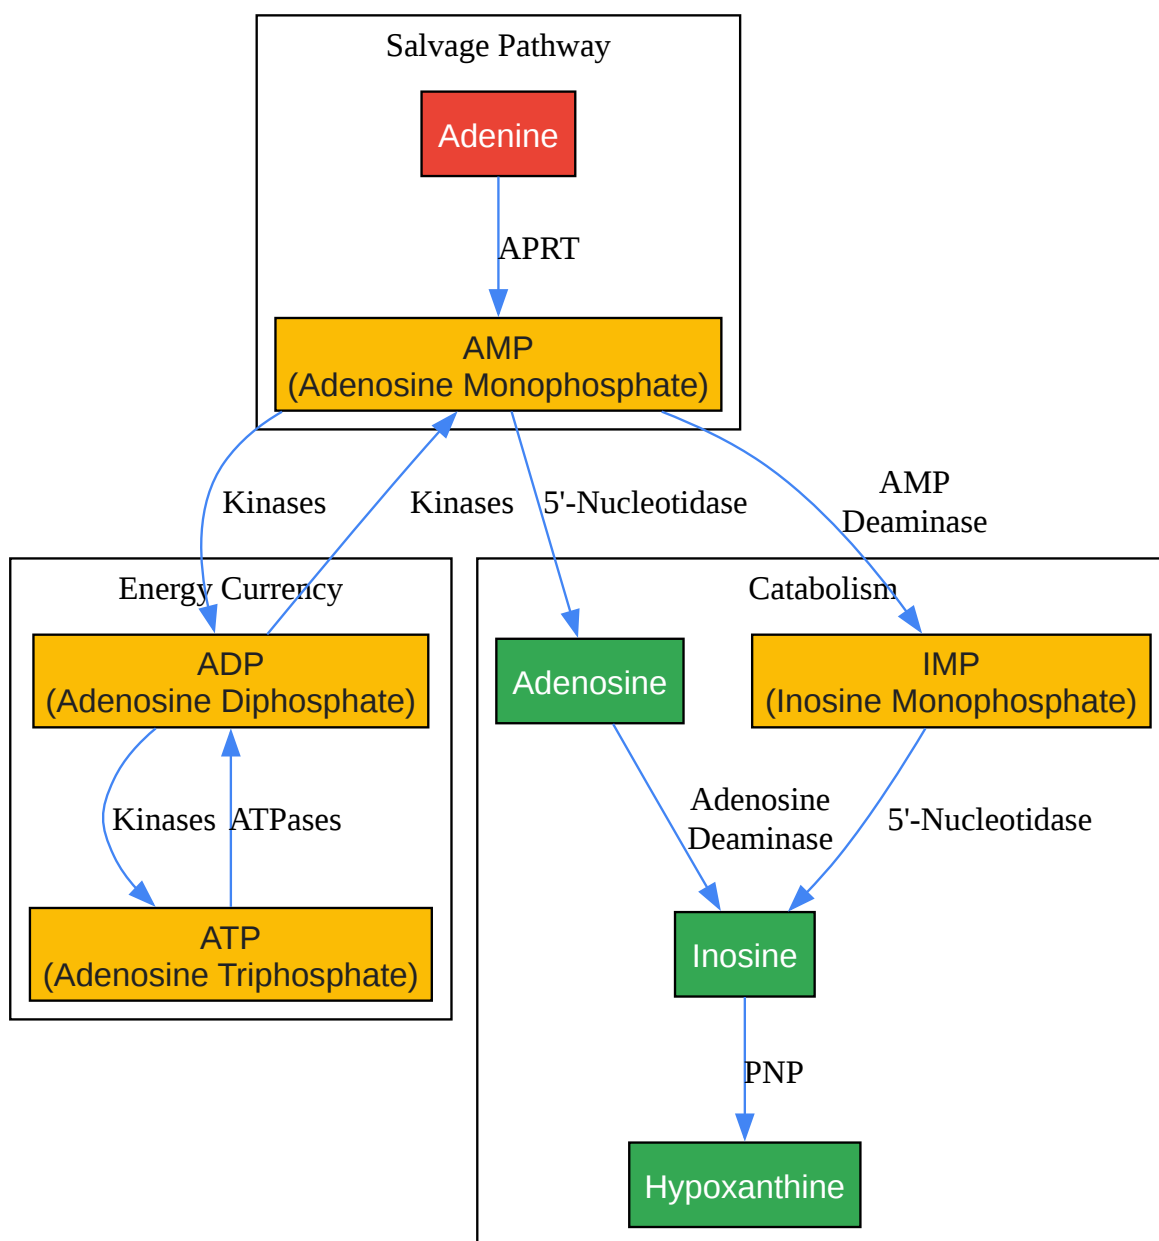 Salvage Pathway
Adenine
APRT
AMP
(Adenosine Monophosphate)
Kinases
Kinases
5'-Nucleotidase
AMP
Deaminase
Energy Currency
Catabolism
ADP
(Adenosine Diphosphate)
Adenosine
IMP
(Inosine Monophosphate)
Kinases
ATPases
Adenosine
Deaminase
5'-Nucleotidase
ATP
(Adenosine Triphosphate)
Inosine
PNP
Hypoxanthine